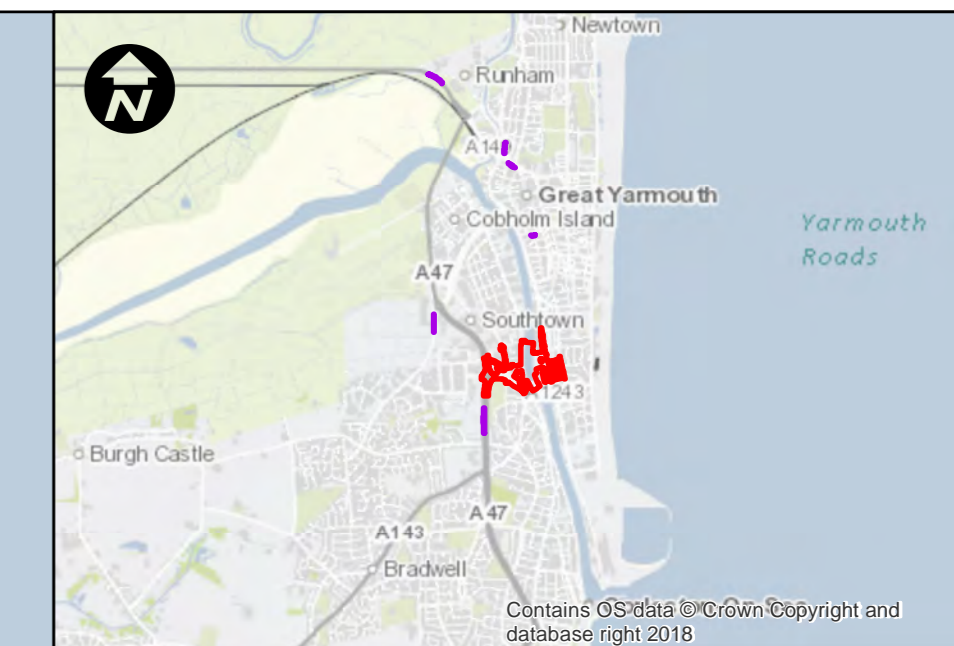 Newtown
N
Runham
A14
Great Yarmouth
Cobholm Island
Yarmouth
Roads
A47
Southtown
A1243
Burgh Castle
A47
A143
Bradwell
Contains OS data © Crown Copyright and
database right 2018